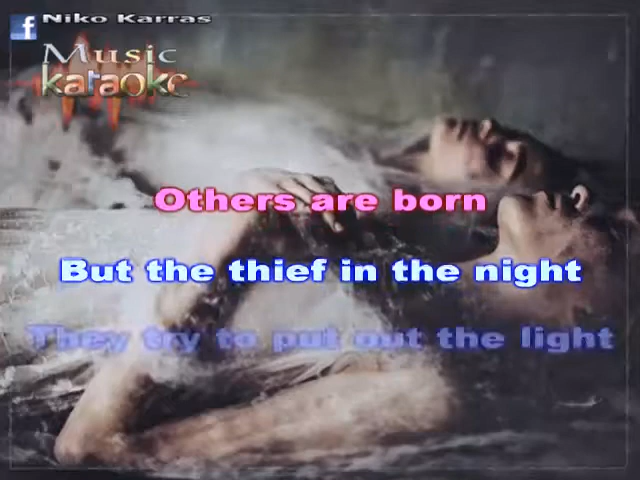 f Niko Karras
Music
karaoke
Others are born
But the thief in the night
They try to put out the light